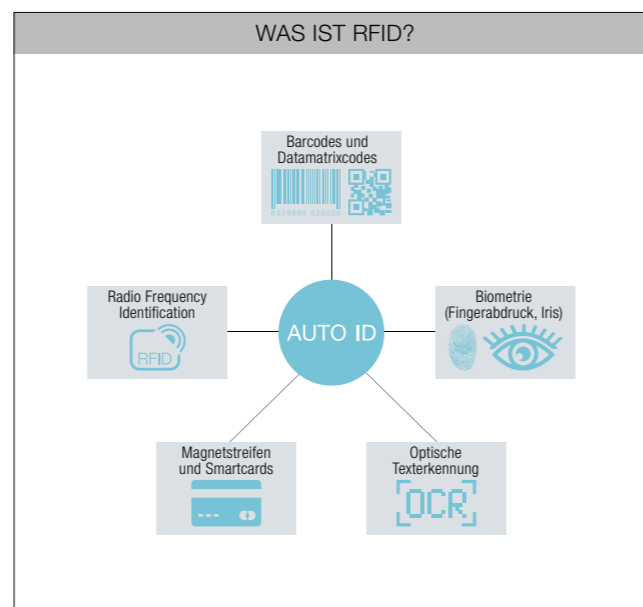 WAS IST RFID?
Barcodes und
Datamatrixcodes
Radio Frequency
Identification
RFID
AUTO ID
Biometrie
(Fingerabdruck, Iris)
Magnetstreifen
und Smartcards
Optische
Texterkennung
OCR